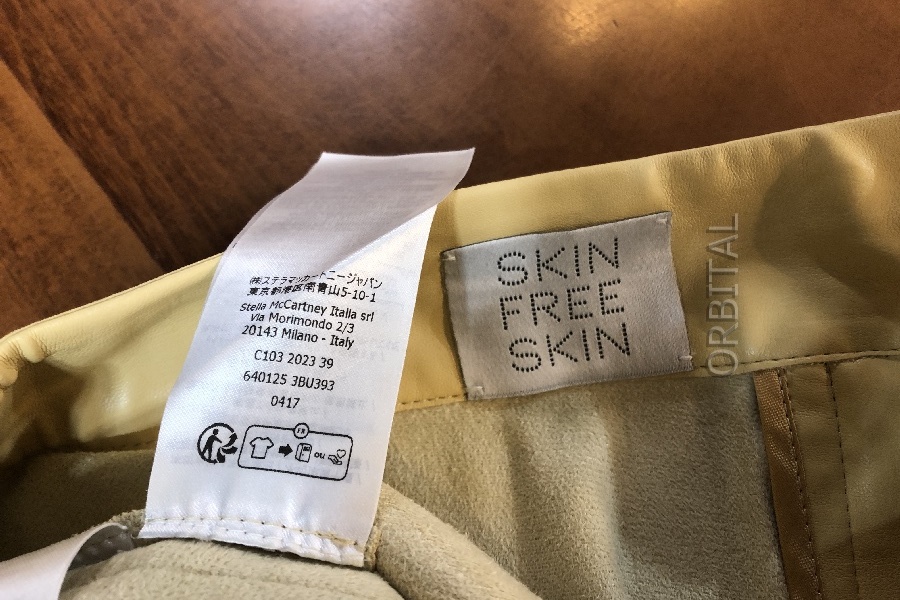 (株)ステラマッカートニージャパン
東京都港区南青山5-10-1
Stella McCartney Italia srl
Via Morimondo 2/3
20143 Milano - Italy
C103 2023 39
640125 3BU393
0417
FR
ou
SKIN
FREE
SKIN
ORBITAL